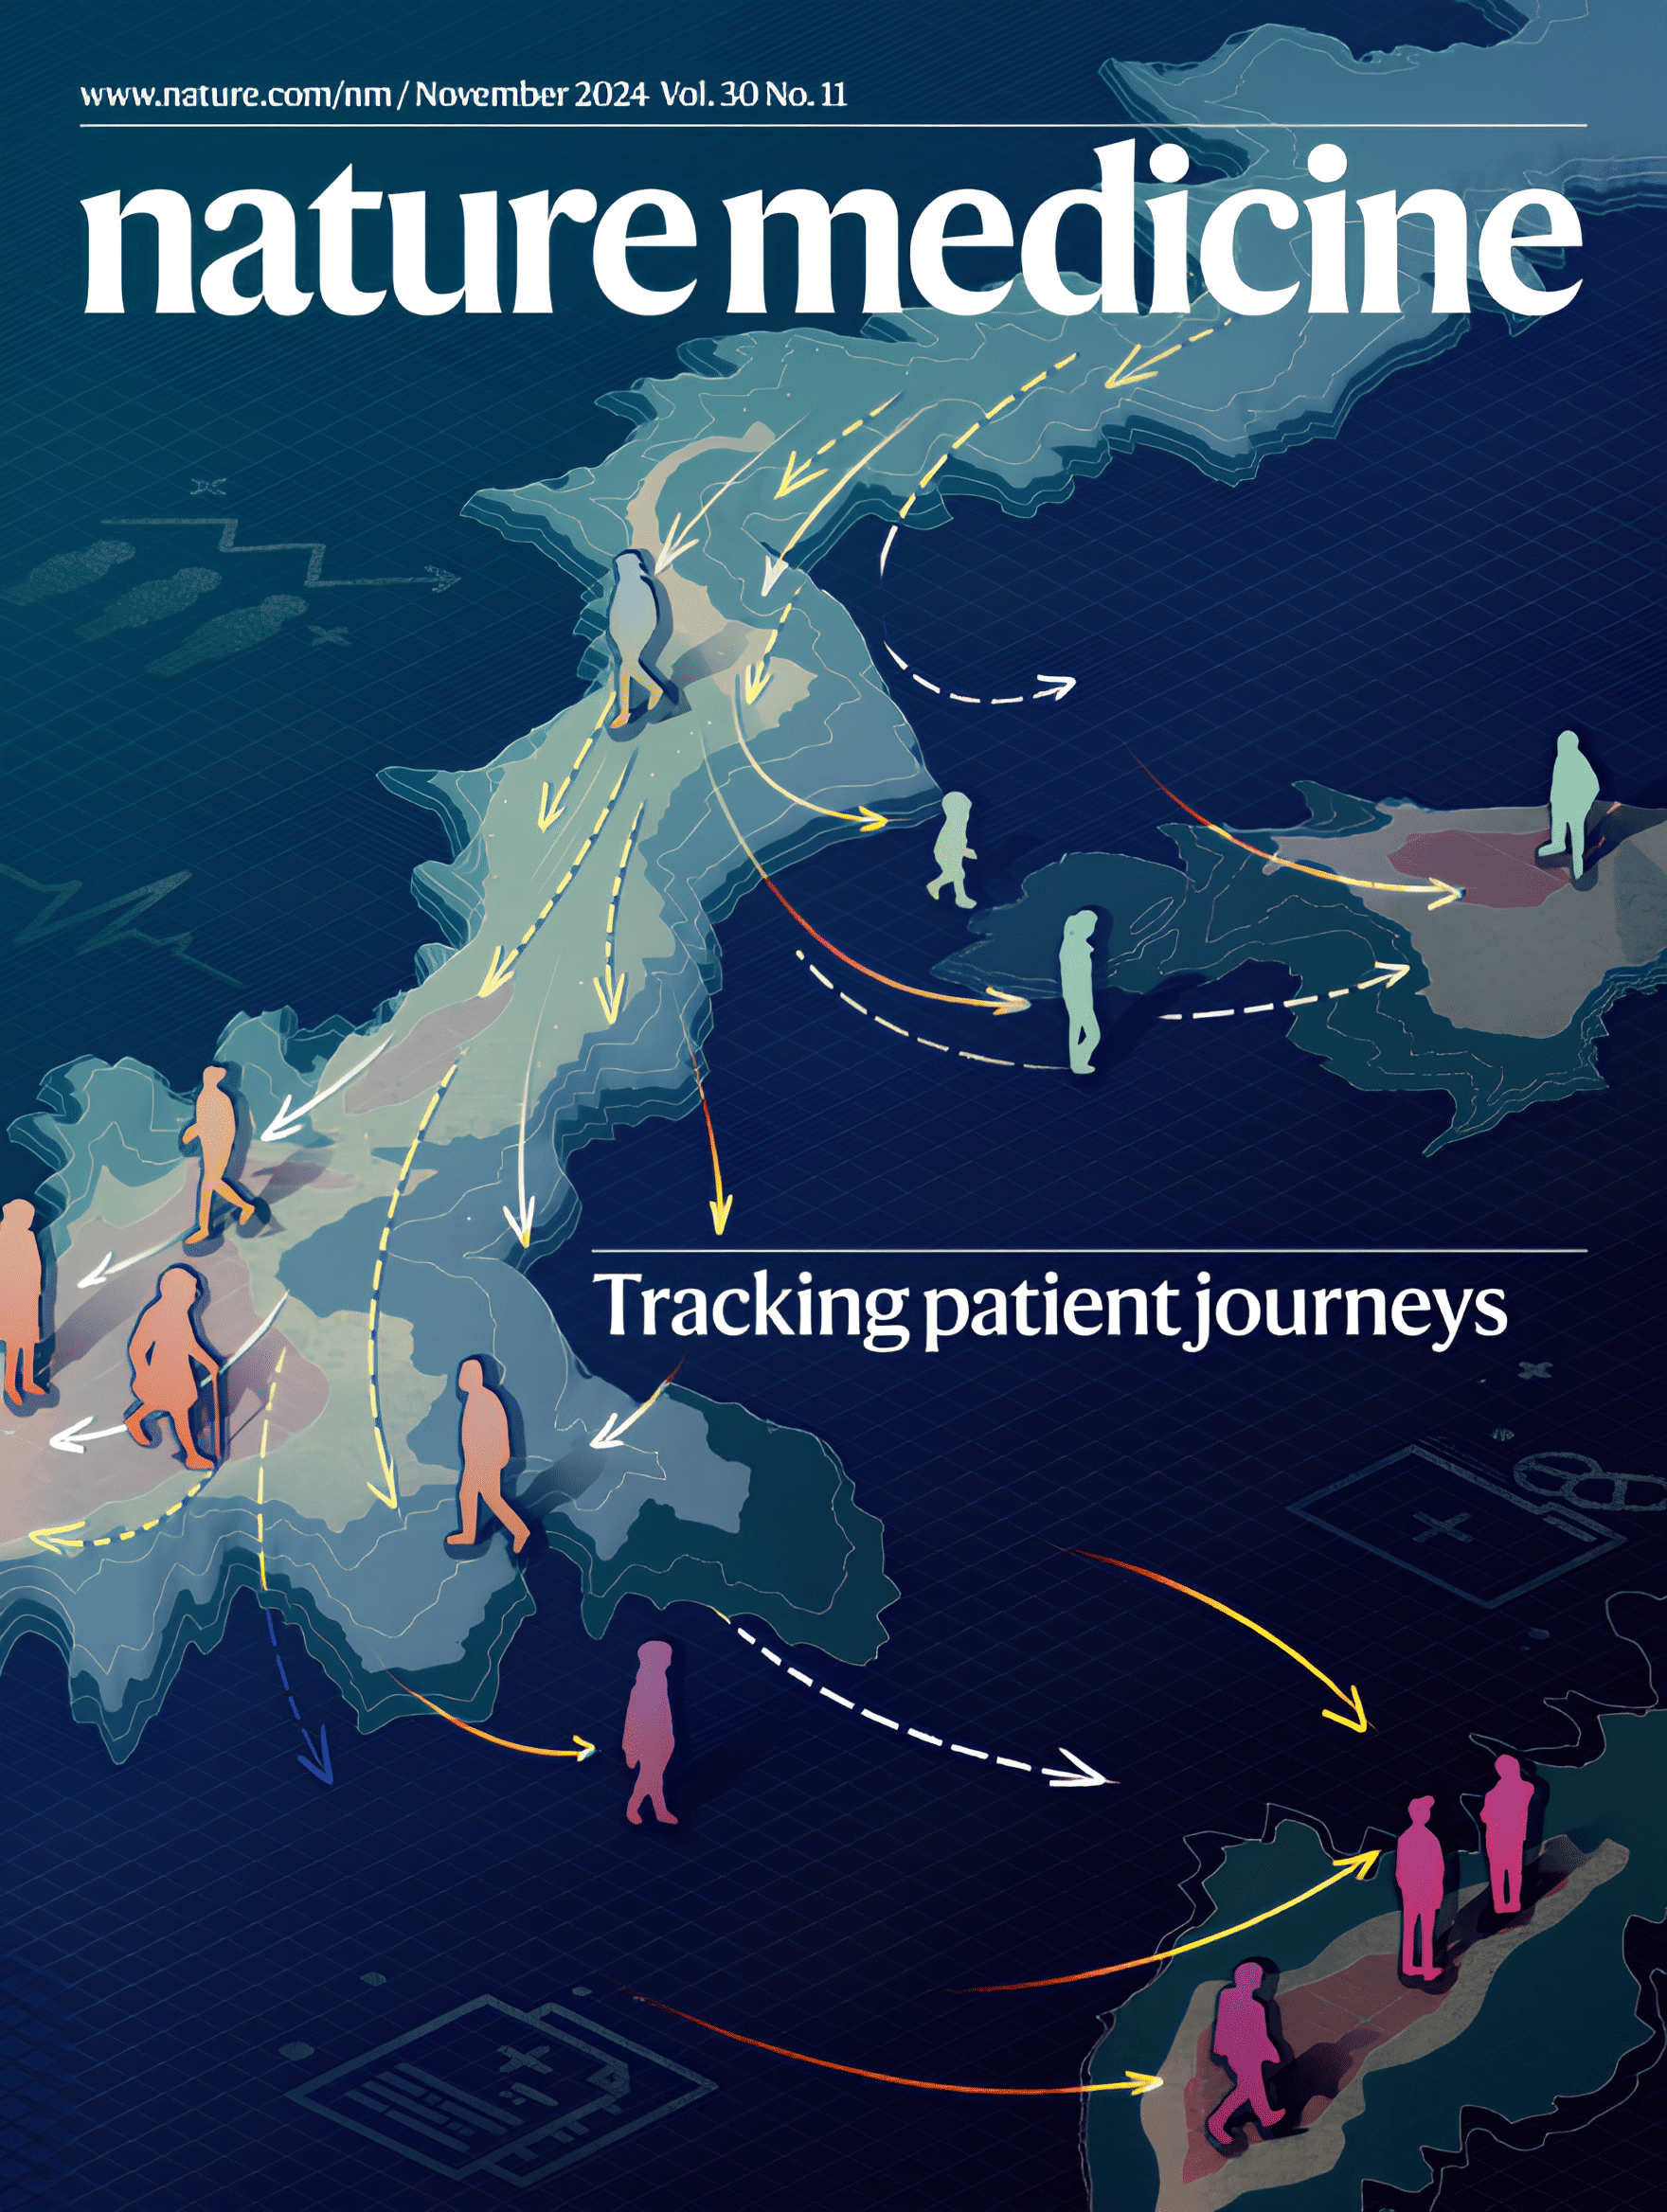 www.nature.com/nm / November 2024 Vol. 30 No. 11
nature medicine
Tracking patient journeys